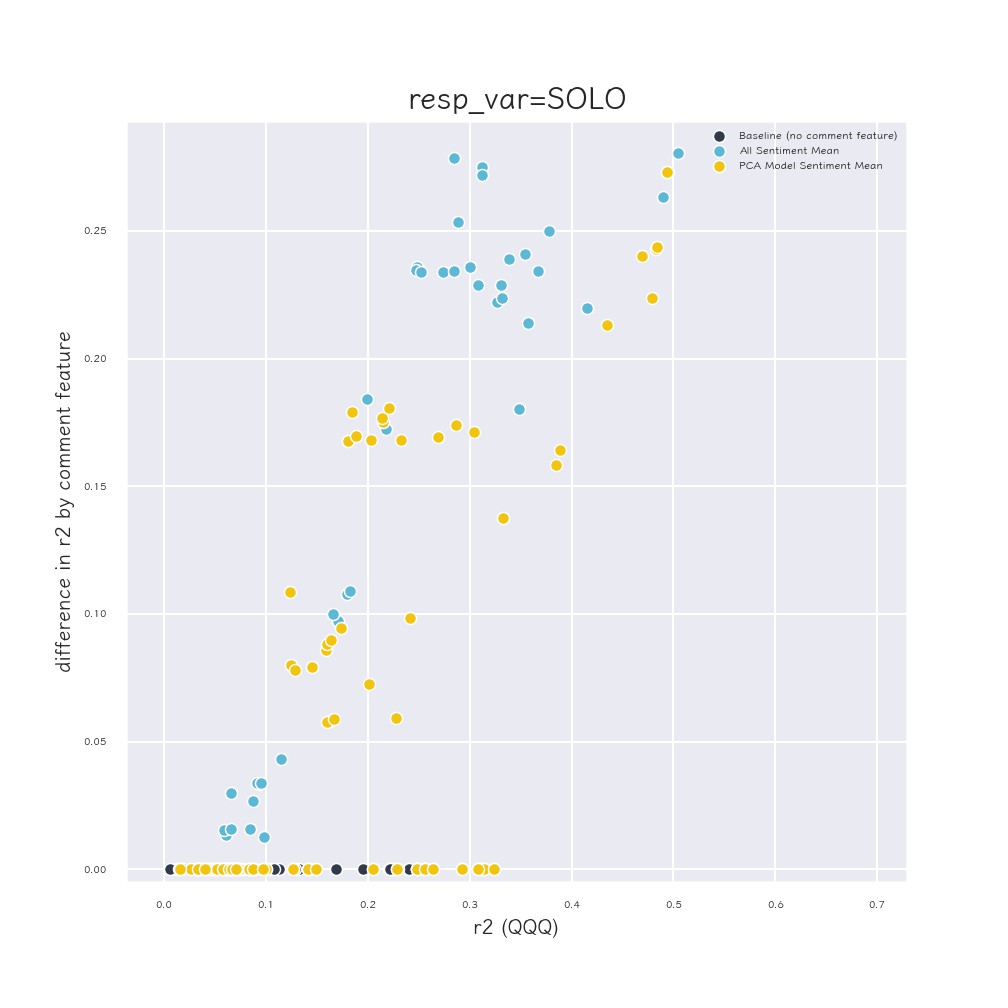 resp_var=SOLO
Baseline (no comment feature)
All Sentiment Mean
PCA Model Sentiment Mean
difference in r2 by comment feature
0.25
0.20
0.15
0.10
0.05
0.00
0.0 0.1 0.2 0.3 0.4 0.5 0.6 0.7
r2 (QQQ)